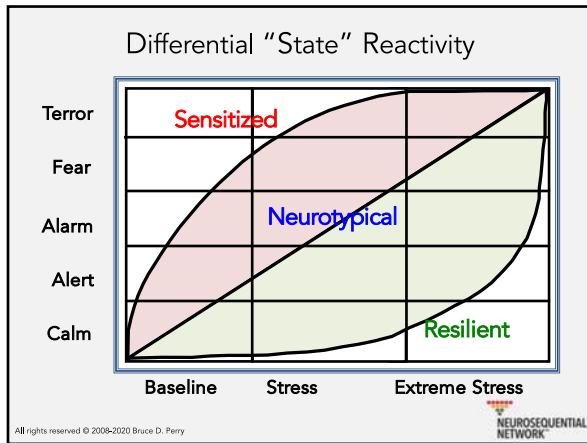 Differential “State” Reactivity
Terror
Fear
Alarm
Alert
Calm
Sensitized
Neurotypical
Resilient
Baseline
Stress
Extreme Stress
All rights reserved © 2008-2020 Bruce D. Perry
NEUROSEQUENTIAL
NETWORK™